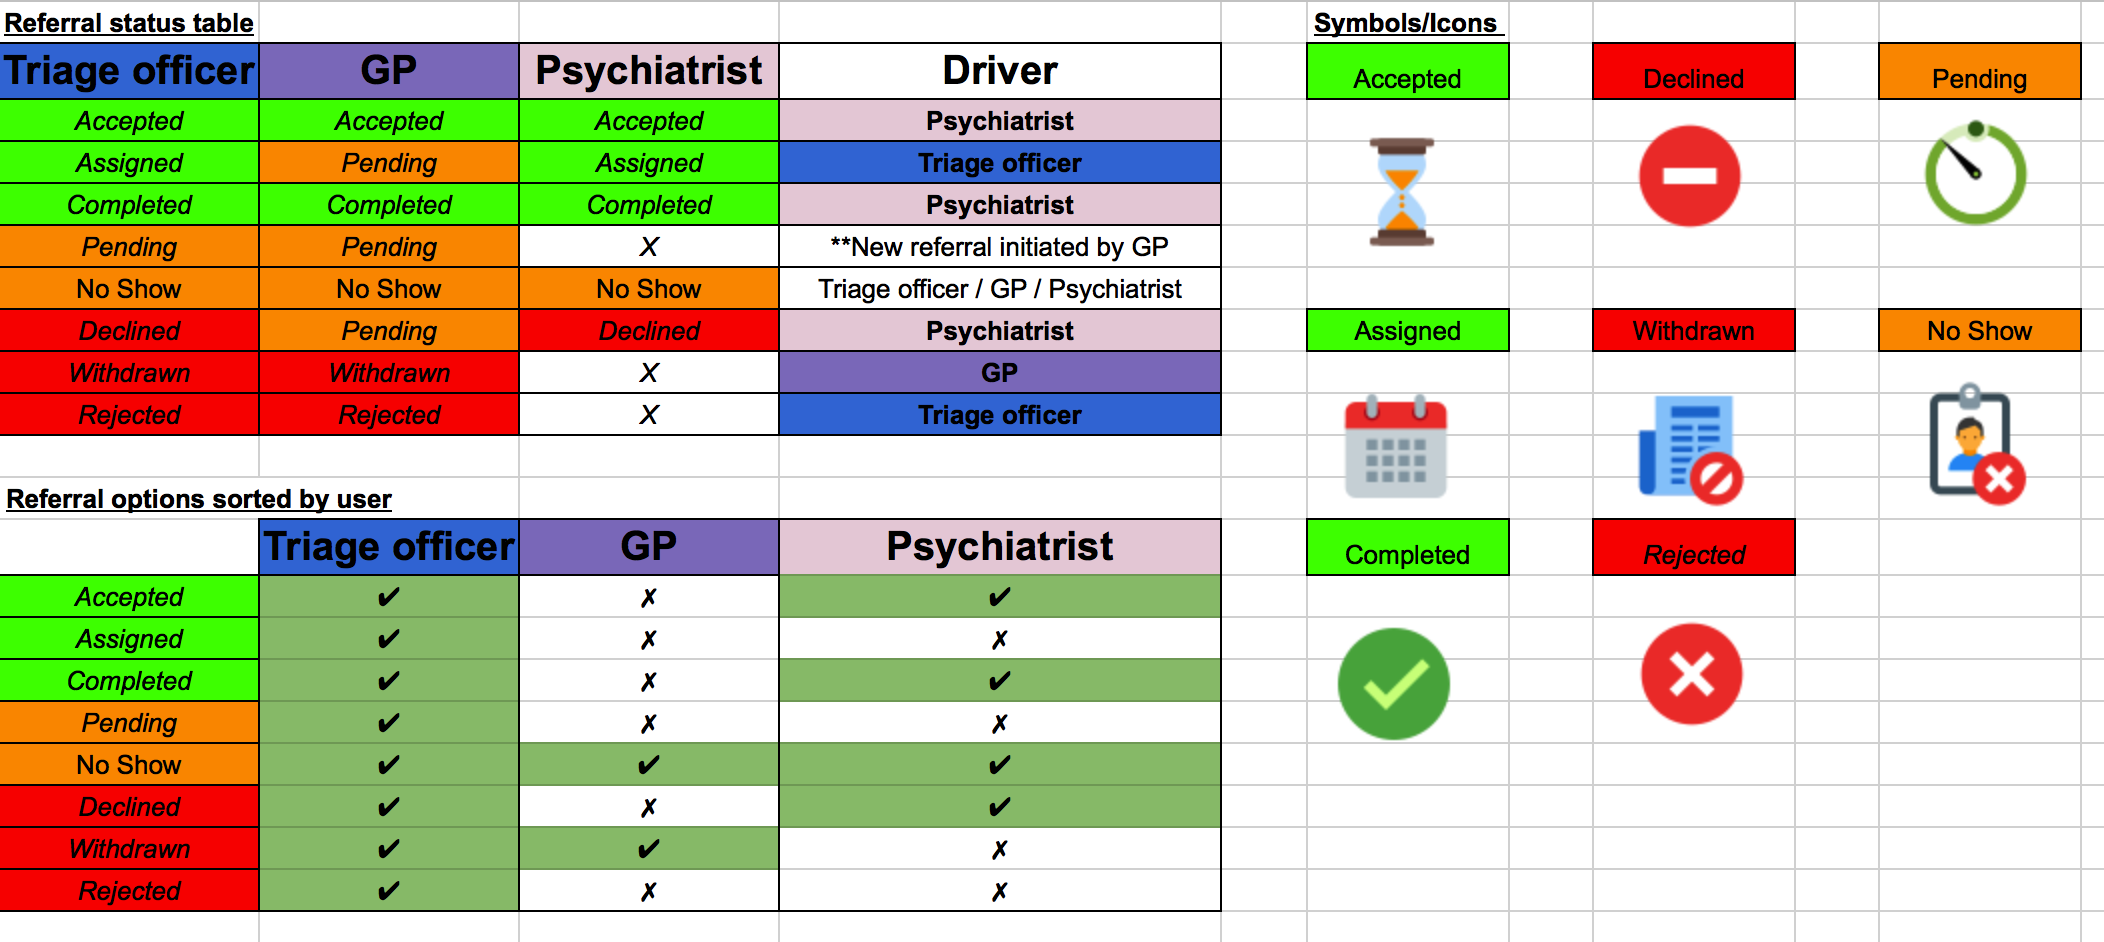 Referral status table
Triage officer GP Psychiatrist Driver
Accepted Accepted Accepted Psychiatrist
Assigned Pending Assigned Triage officer
Completed Completed Completed Psychiatrist
Pending Pending X **New referral initiated by GP
No Show No Show No Show Triage officer / GP / Psychiatrist
Declined Pending Declined Psychiatrist
Withdrawn Withdrawn X GP
Rejected Rejected X Triage officer
Referral options sorted by user
Triage officer GP Psychiatrist
Accepted ✔ ✗ ✔
Assigned ✔ ✗ ✗
Completed ✔ ✗ ✔
Pending ✔ ✗ ✗
No Show ✔ ✔ ✔
Declined ✔ ✗ ✔
Withdrawn ✔ ✔ ✗
Rejected ✔ ✗ ✗
Symbols/Icons
Accepted Declined Pending
Assigned Withdrawn No Show
Completed Rejected